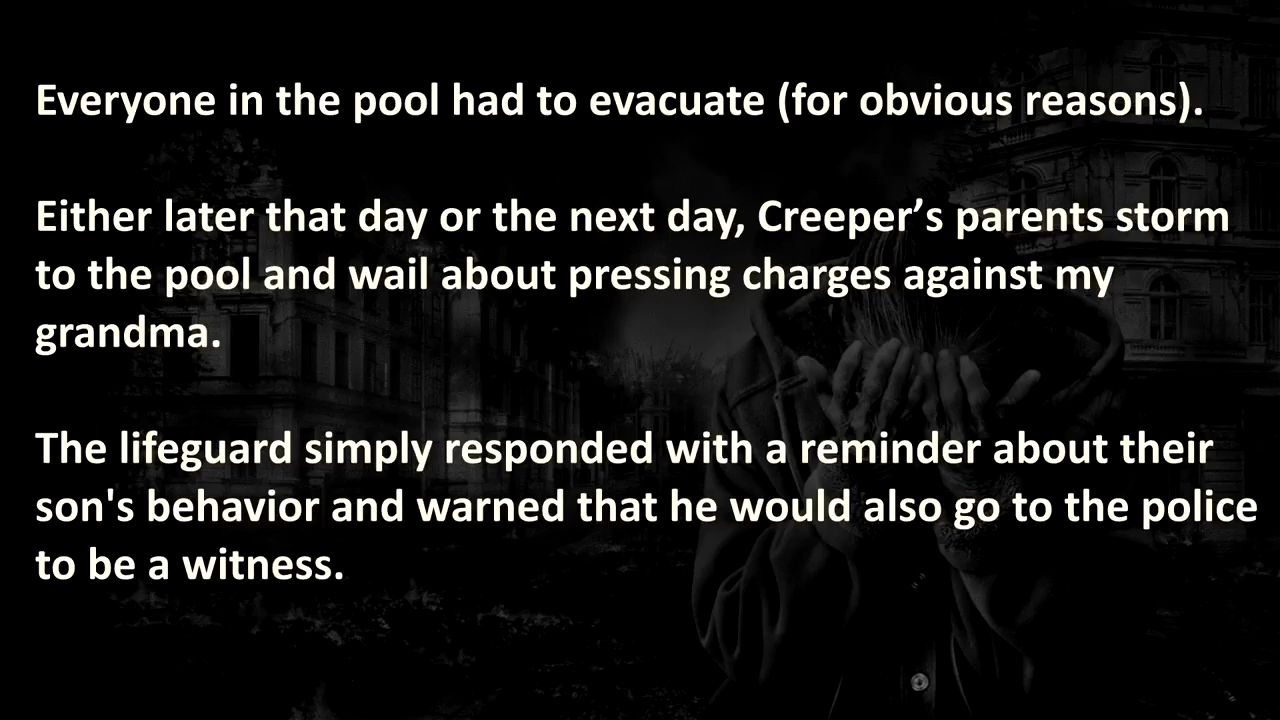 Everyone in the pool had to evacuate (for obvious reasons).
Either later that day or the next day, Creeper’s parents storm
to the pool and wail about pressing charges against my
grandma.
The lifeguard simply responded with a reminder about their
son's behavior and warned that he would also go to the police
to be a witness.